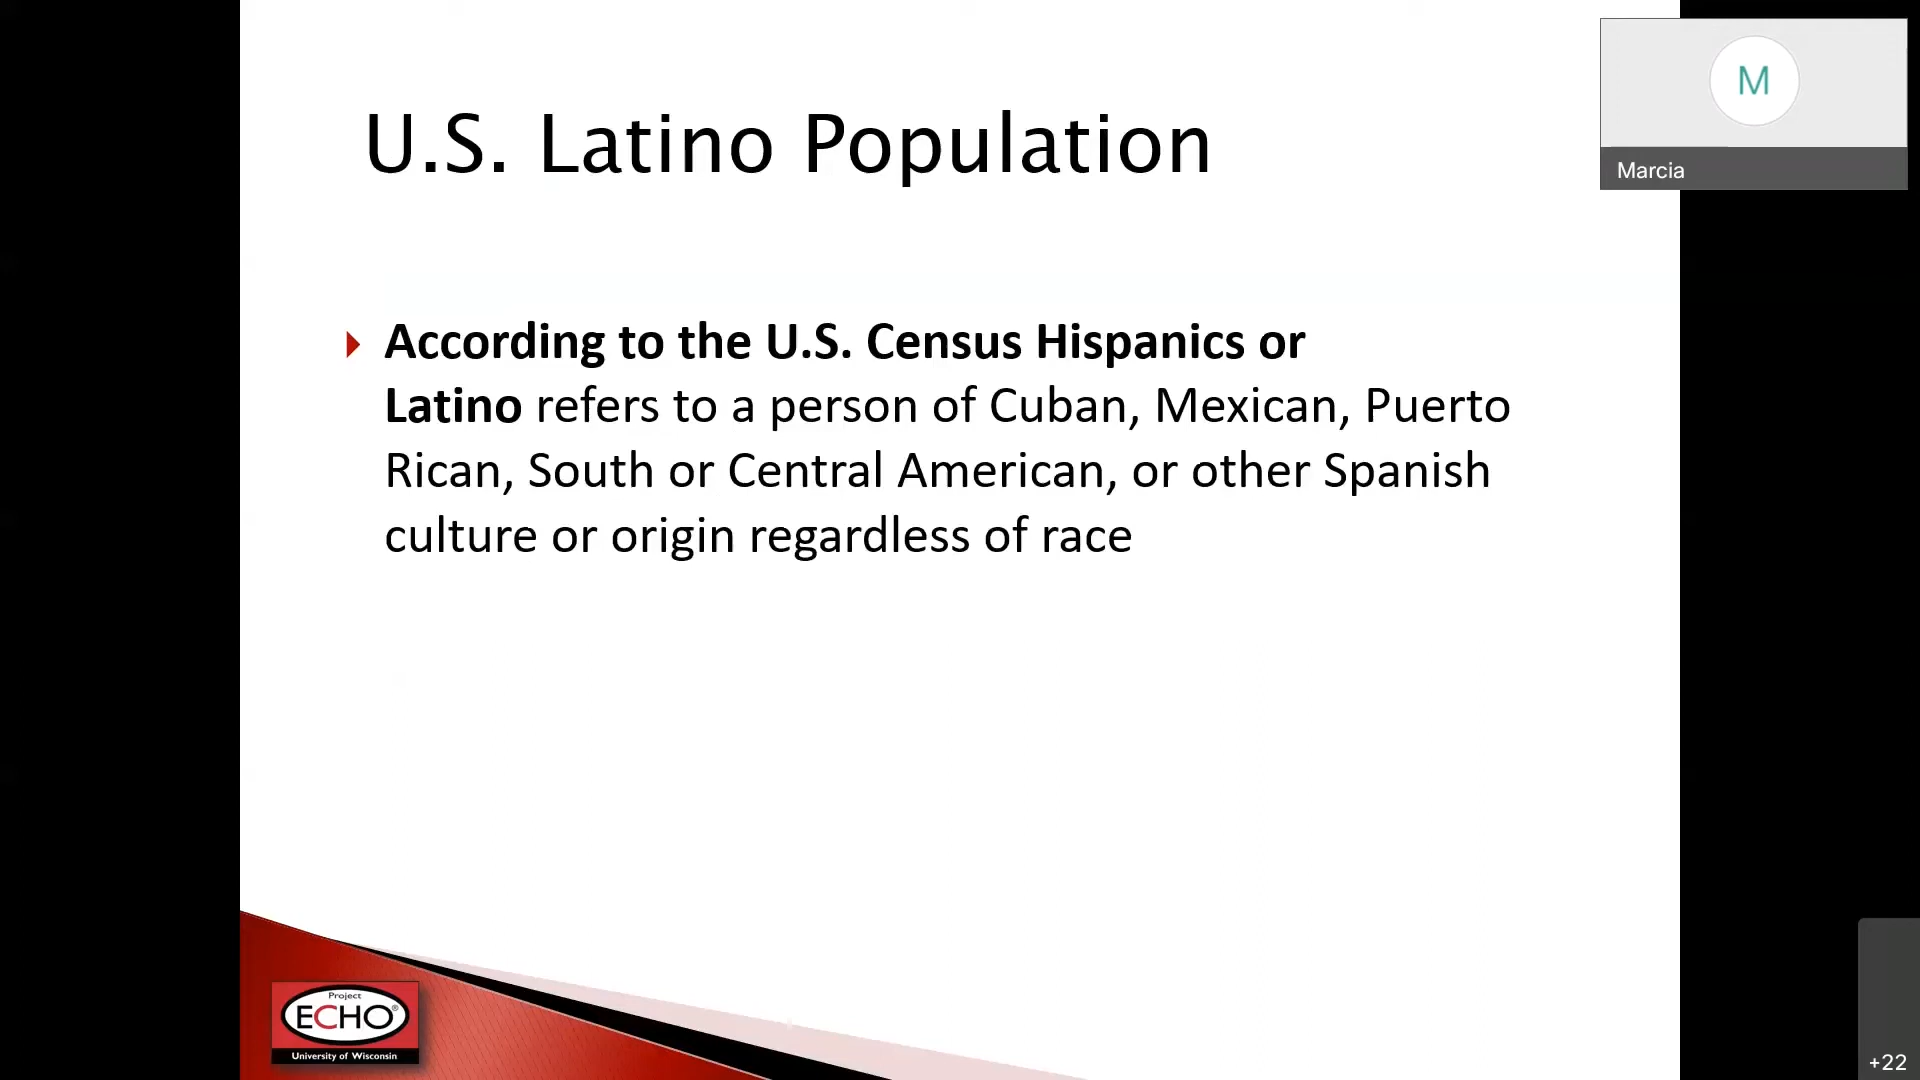 U.S. Latino Population
M
Marcia
According to the U.S. Census Hispanics or
Latino refers to a person of Cuban, Mexican, Puerto
Rican, South or Central American, or other Spanish
culture or origin regardless of race
Project
ECHO®
University of Wisconsin
+22